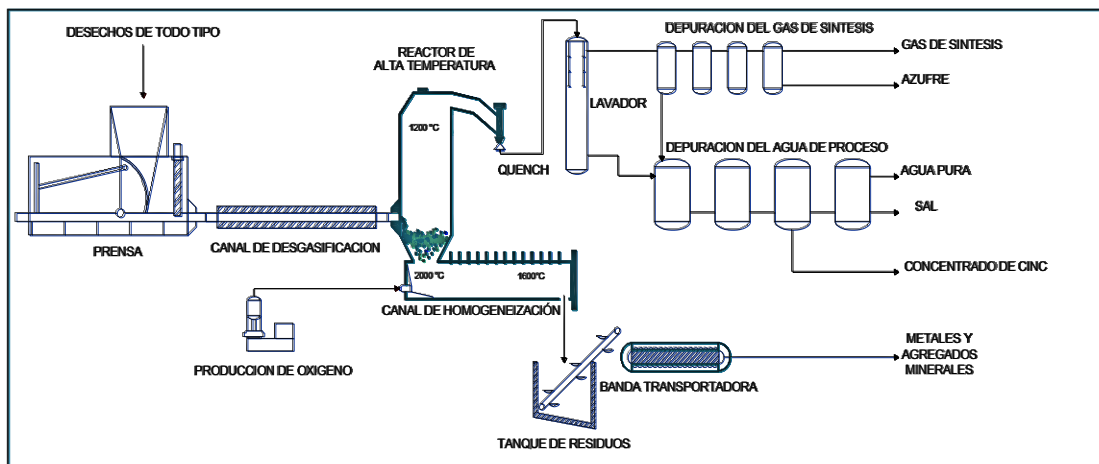 DESECHOS DE TODO TIPO
REACTOR DE
ALTA TEMPERATURA
DEPURACION DEL GAS DE SINTESIS
GAS DE SINTESIS
AZUFRE
LAVADOR
1200 °C
QUENCH
DEPURACION DEL AGUA DE PROCESO
AGUA PURA
SAL
PRENSA
CANAL DE DESGASIFICACION
2000 °C
1600°C
CONCENTRADO DE CINC
CANAL DE HOMOGENEIZACIÓN
PRODUCCION DE OXIGENO
METALES Y
AGREGADOS
MINERALES
BANDA TRANSPORTADORA
TANQUE DE RESIDUOS